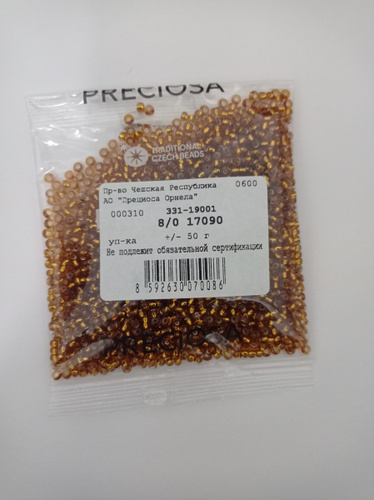 PRECIOSA
TRADITIONAL
CZECH BEADS
Пр-во Чешская Республика 0600
АО "Прециоса Орнела"
000310 331-19001
8/0 17090
уп-ка +/- 50 г
Не подлежит обязательной сертификации
8 592630 070086